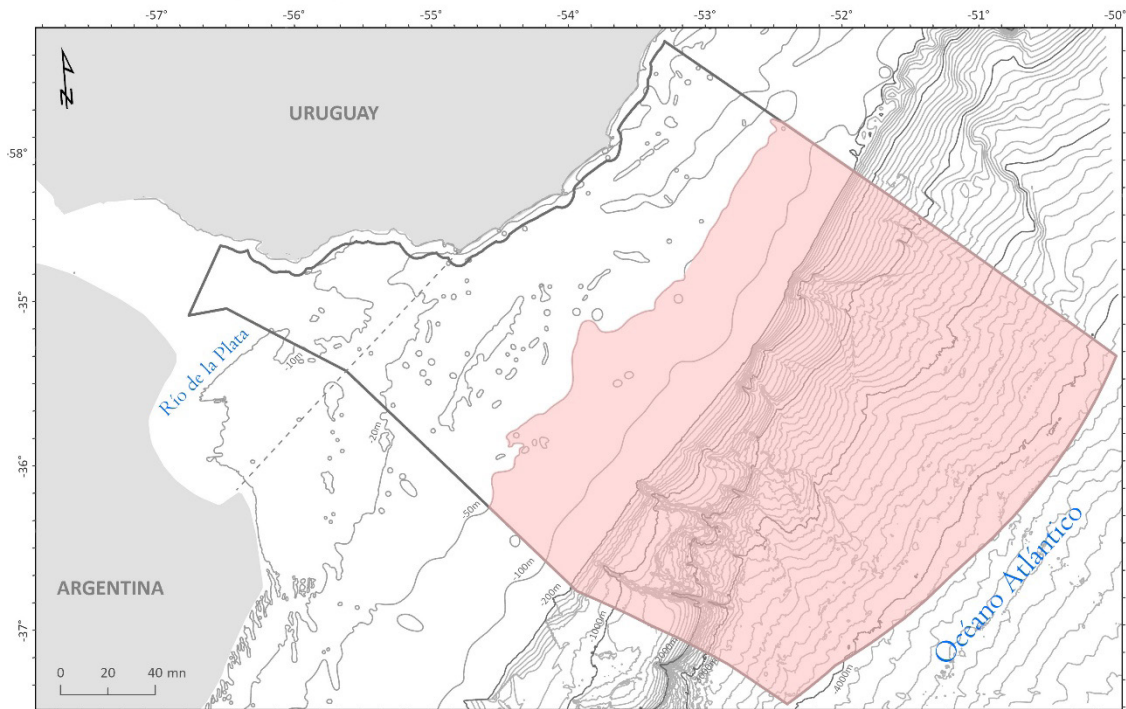 -57° -56° -55° -54° -53° -52° -51° -50°
N
URUGUAY
-58°
-35°
Río de la Plata
-10m
-20m
-36°
-50m
Océano Atlántico
-100m
ARGENTINA
-200m
-37°
-1000m
-4000m
0 20 40 mn